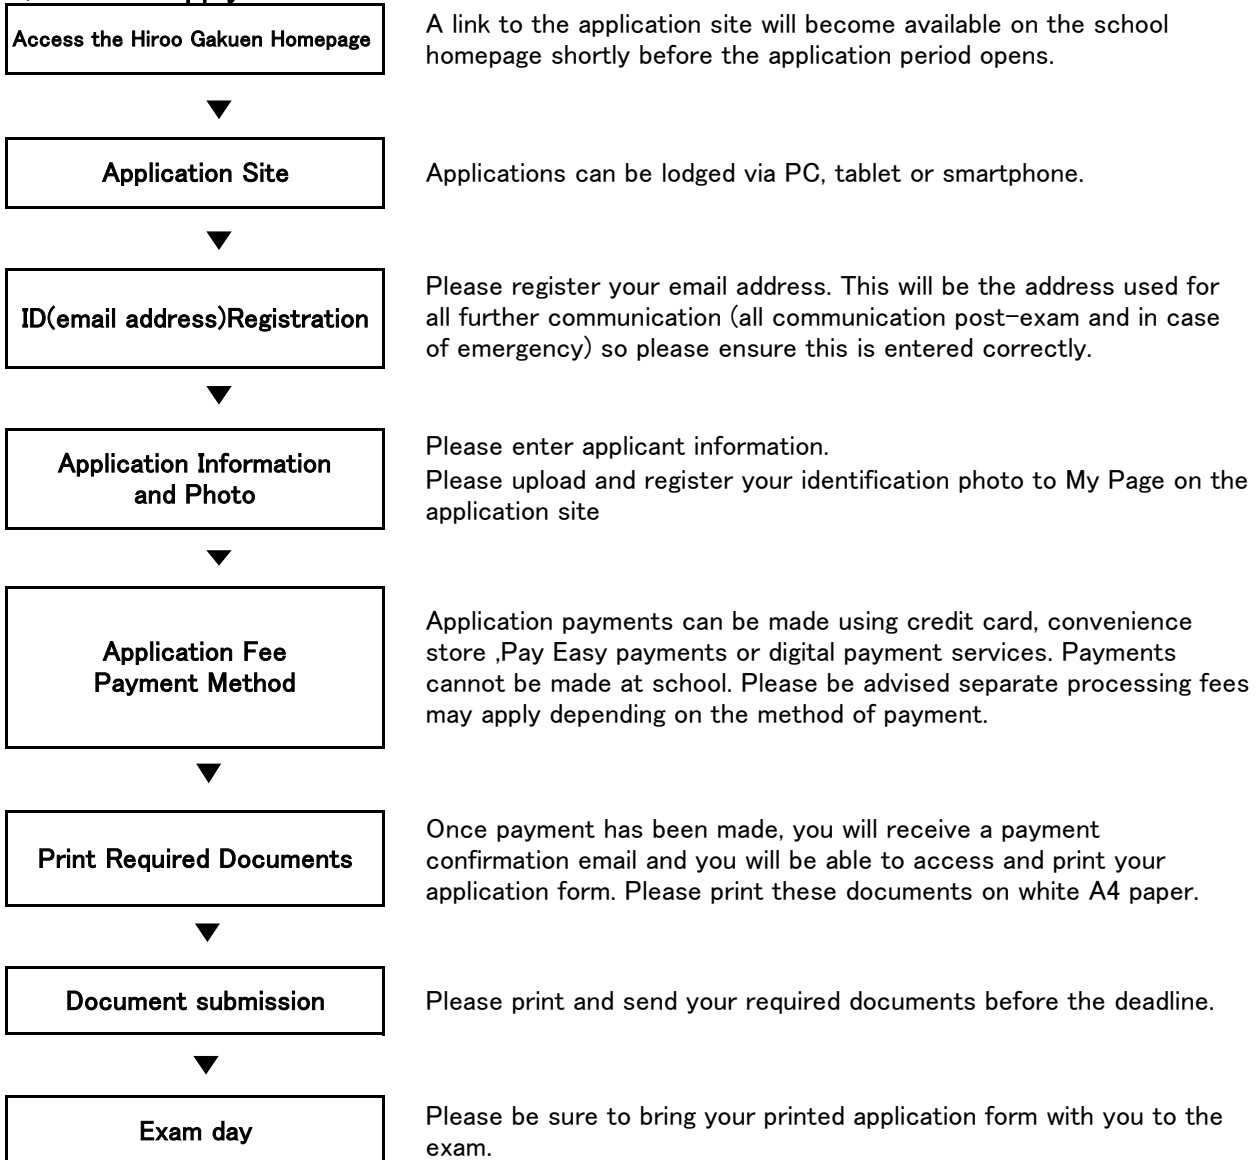 Access the Hiroo Gakuen Homepage
A link to the application site will become available on the school
homepage shortly before the application period opens.
Application Site
Applications can be lodged via PC, tablet or smartphone.
ID(email address)Registration
Please register your email address. This will be the address used for
all further communication (all communication post-exam and in case
of emergency) so please ensure this is entered correctly.
Application Information
and Photo
Please enter applicant information.
Please upload and register your identification photo to My Page on the
application site
Application Fee
Payment Method
Application payments can be made using credit card, convenience
store ,Pay Easy payments or digital payment services. Payments
cannot be made at school. Please be advised separate processing fees
may apply depending on the method of payment.
Print Required Documents
Once payment has been made, you will receive a payment
confirmation email and you will be able to access and print your
application form. Please print these documents on white A4 paper.
Document submission
Please print and send your required documents before the deadline.
Exam day
Please be sure to bring your printed application form with you to the
exam.